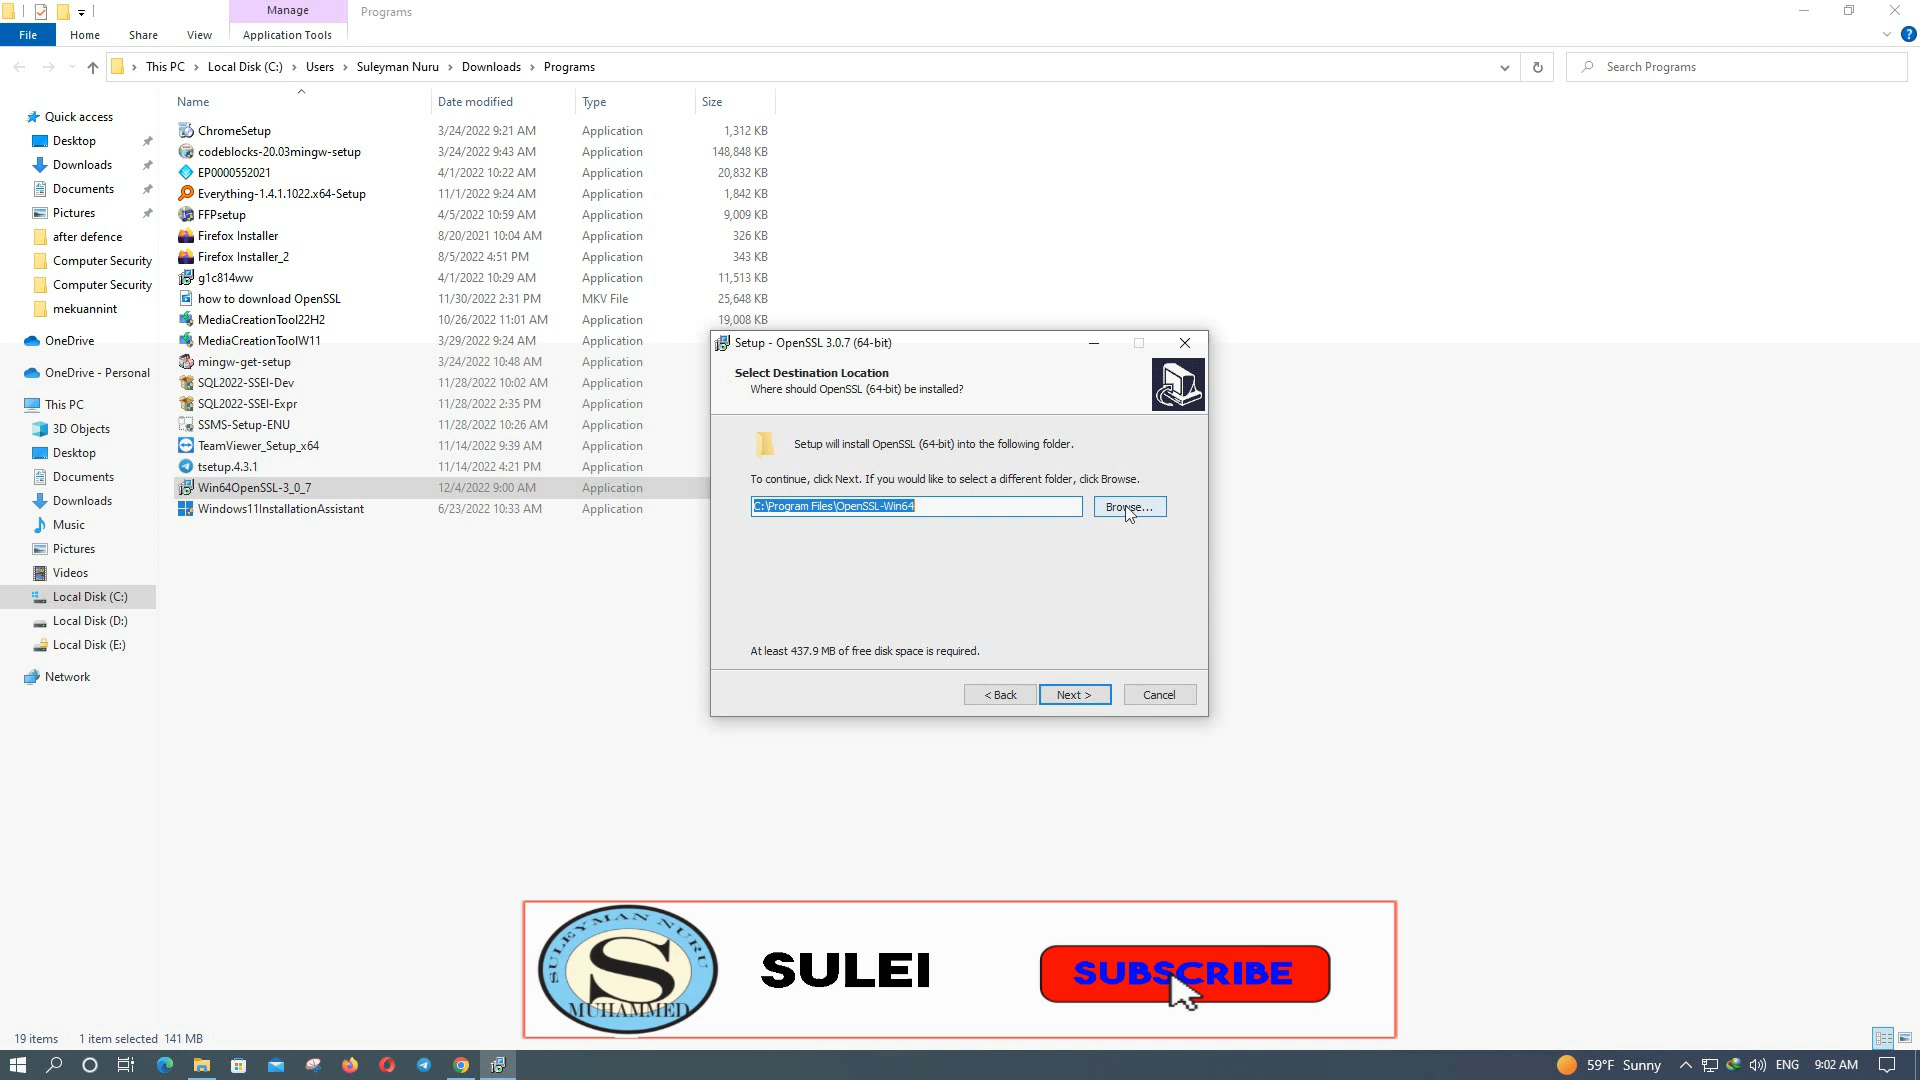 Manage
Programs
File
Home
Share
View
Application Tools
This PC > Local Disk (C:) > Users > Suleyman Nuru > Downloads > Programs
Search Programs
Name
Date modified
Type
Size
Quick access
Desktop
Downloads
Documents
Pictures
after defence
Computer Security
Computer Security
mekuannint
OneDrive
OneDrive - Personal
This PC
3D Objects
Desktop
Documents
Downloads
Music
Pictures
Videos
Local Disk (C:)
Local Disk (D:)
Local Disk (E:)
Network
ChromeSetup 3/24/2022 9:21 AM Application 1,312 KB
codeblocks-20.03mingw-setup 3/24/2022 9:43 AM Application 148,848 KB
EP0000552021 4/1/2022 10:22 AM Application 20,832 KB
Everything-1.4.1.1022.x64-Setup 11/1/2022 9:24 AM Application 1,842 KB
FFPsetup 4/5/2022 10:59 AM Application 9,009 KB
Firefox Installer 8/20/2021 10:04 AM Application 326 KB
Firefox Installer_2 8/5/2022 4:51 PM Application 343 KB
g1c814ww 4/1/2022 10:29 AM Application 11,513 KB
how to download OpenSSL 11/30/2022 2:31 PM MKV File 25,648 KB
MediaCreationTool22H2 10/26/2022 11:01 AM Application 19,008 KB
MediaCreationToolW11 3/29/2022 9:24 AM Application
mingw-get-setup 3/24/2022 10:48 AM Application
SQL2022-SSEI-Dev 11/28/2022 10:02 AM Application
SQL2022-SSEI-Expr 11/28/2022 2:35 PM Application
SSMS-Setup-ENU 11/28/2022 10:26 AM Application
TeamViewer_Setup_x64 11/14/2022 9:39 AM Application
tsetup.4.3.1 11/14/2022 4:21 PM Application
Win64OpenSSL-3_0_7 12/4/2022 9:00 AM Application
Windows11InstallationAssistant 6/23/2022 10:33 AM Application
Setup - OpenSSL 3.0.7 (64-bit)
Select Destination Location
Where should OpenSSL (64-bit) be installed?
Setup will install OpenSSL (64-bit) into the following folder.
To continue, click Next. If you would like to select a different folder, click Browse.
C:\Program Files\OpenSSL-Win64
Browse...
At least 437.9 MB of free disk space is required.
< Back
Next >
Cancel
SULEYMAN NURU
S
MUHAMMED
SULEI
SUBSCRIBE
19 items
1 item selected 141 MB
59°F Sunny
ENG
9:02 AM